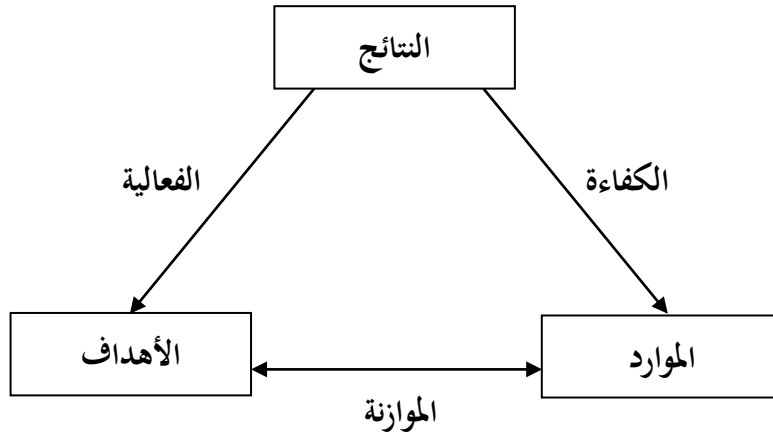 النتائج
الكفاءة
الفعالية
الموارد
الأهداف
الموازنة